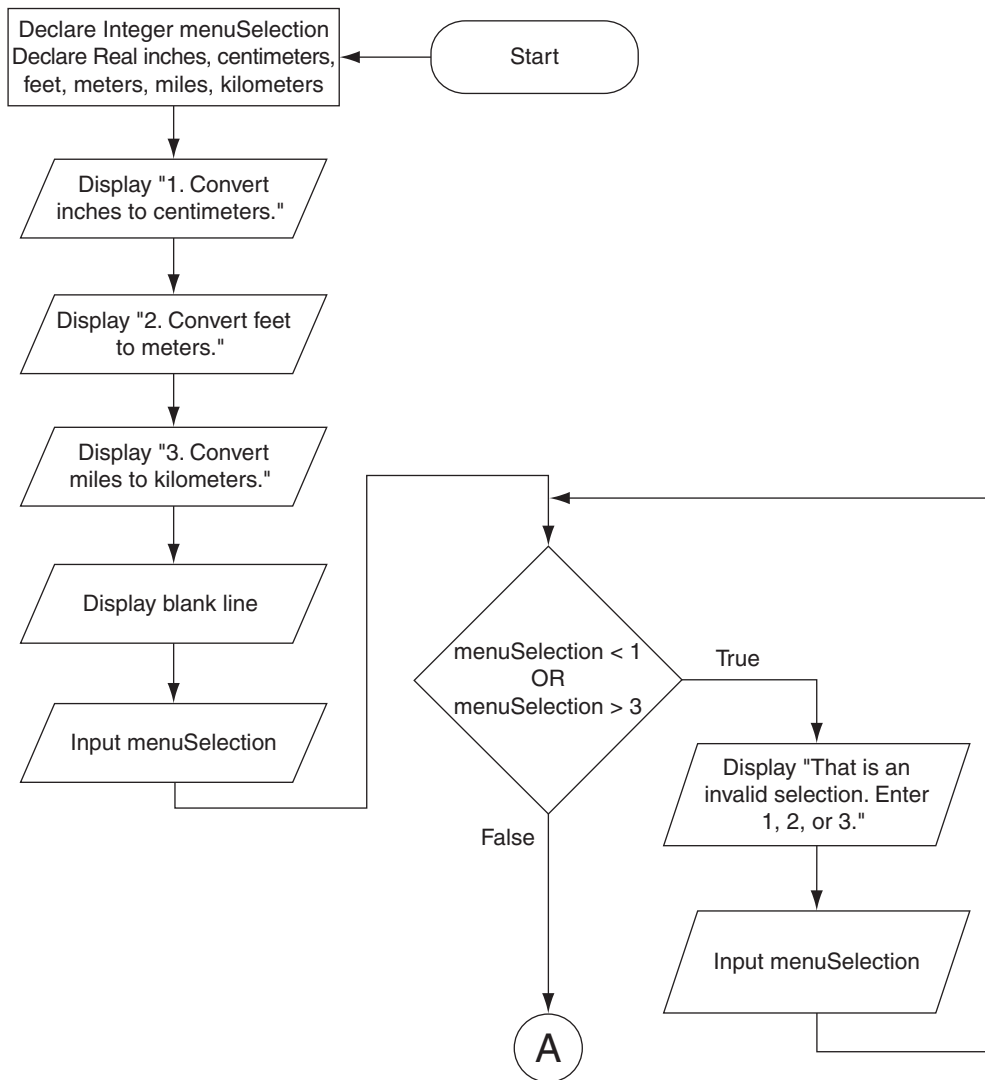 Start
Declare Integer menuSelection
Declare Real inches, centimeters,
feet, meters, miles, kilometers
Display "1. Convert
inches to centimeters."
Display "2. Convert feet
to meters."
Display "3. Convert
miles to kilometers."
Display blank line
Input menuSelection
menuSelection < 1
OR
menuSelection > 3
True
Display "That is an
invalid selection. Enter
1, 2, or 3."
Input menuSelection
False
A